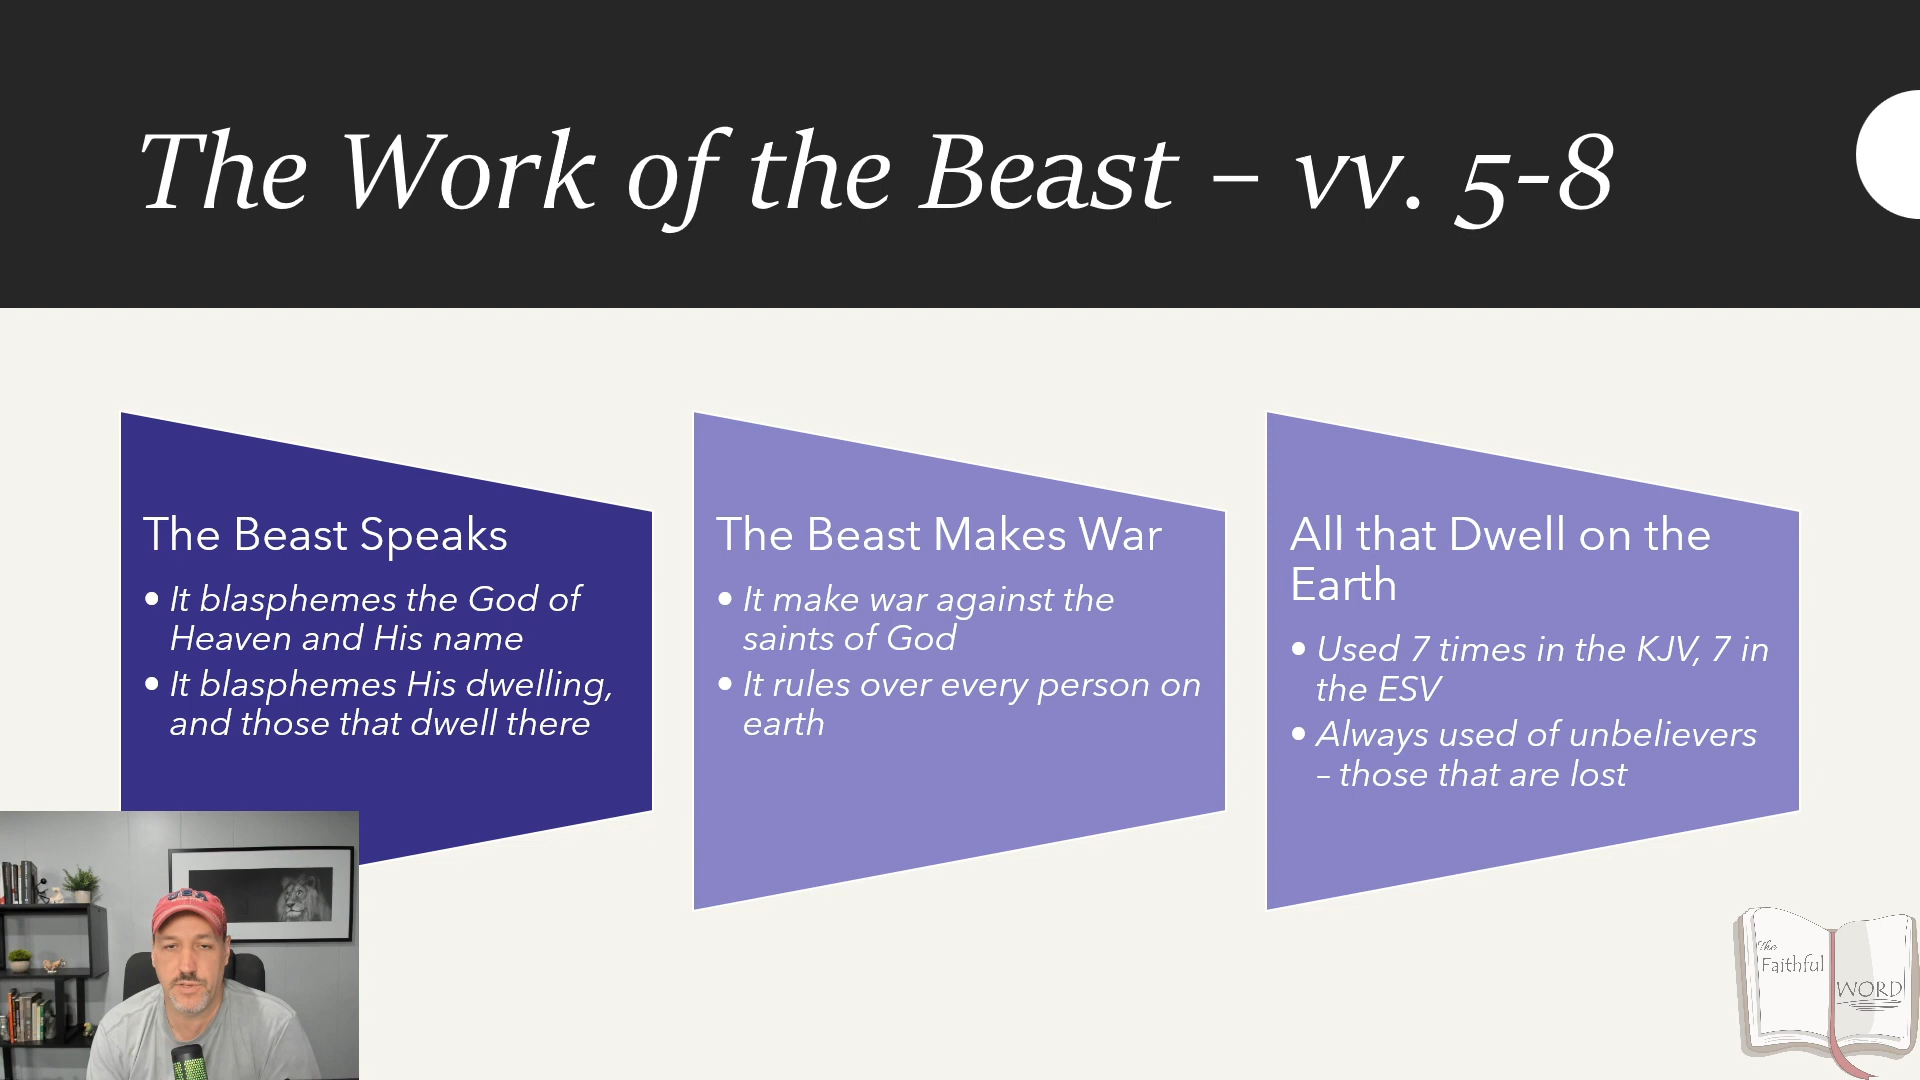 The Work of the Beast – vv. 5-8
The Beast Speaks
• It blasphemes the God of
Heaven and His name
• It blasphemes His dwelling,
and those that dwell there
The Beast Makes War
• It make war against the
saints of God
• It rules over every person on
earth
All that Dwell on the
Earth
• Used 7 times in the KJV, 7 in
the ESV
• Always used of unbelievers
– those that are lost
The
Faithful
WORD